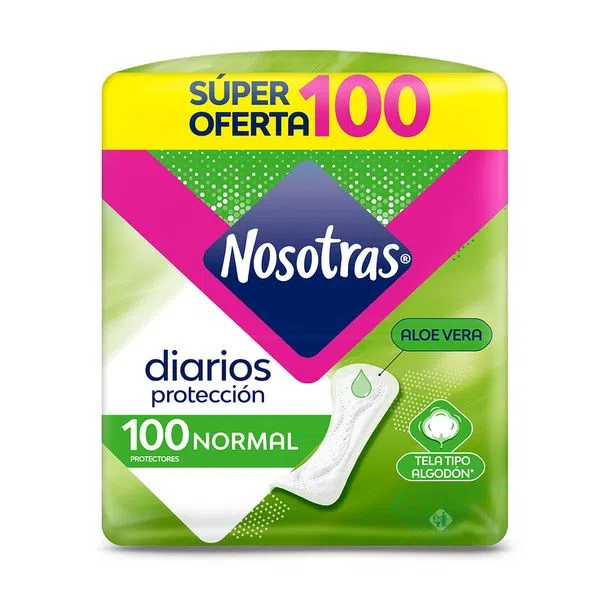 SÚPER
OFERTA 100
Nosotras®
ALOE VERA
diarios
protección
100 NORMAL
PROTECTORES
TELA TIPO
ALGODÓN*